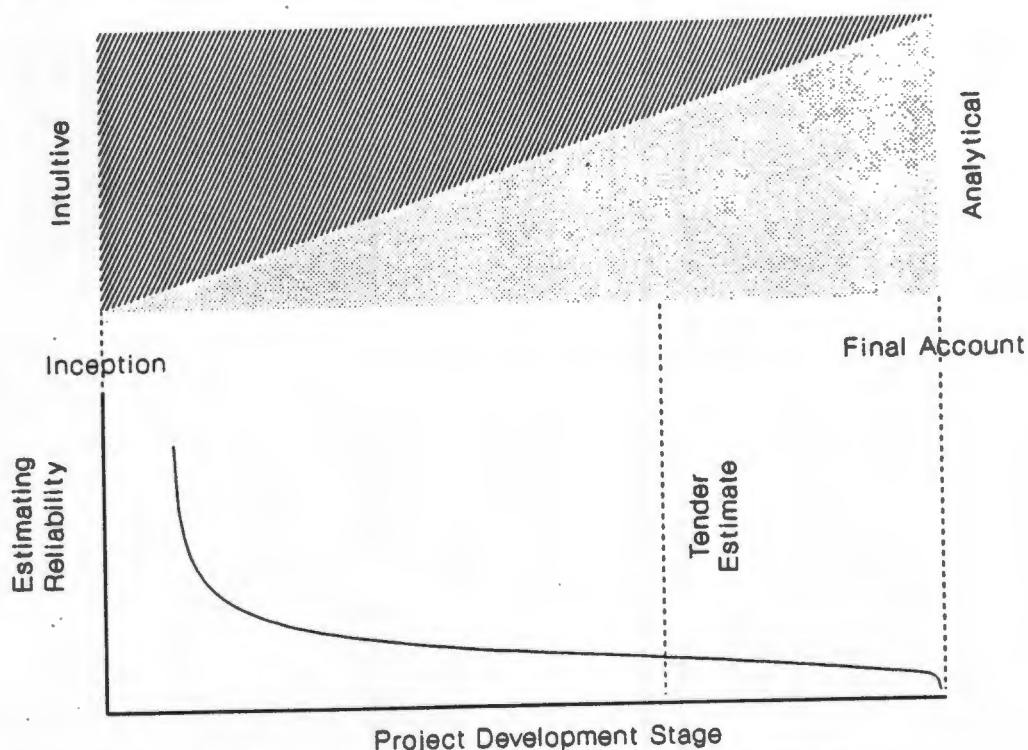 Intuitive
Analytical
Inception
Final Account
Estimating
Reliability
Tender
Estimate
Project Development Stage